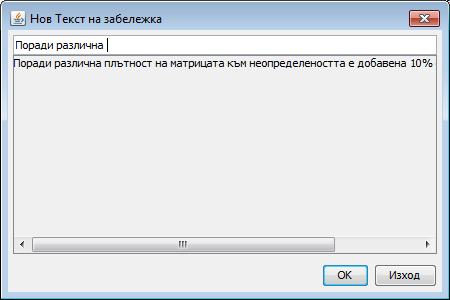 Нов Текст на забележка
Поради различна
Поради различна плътност на матрицата към неопределеността е добавена 10%
OK
Изход